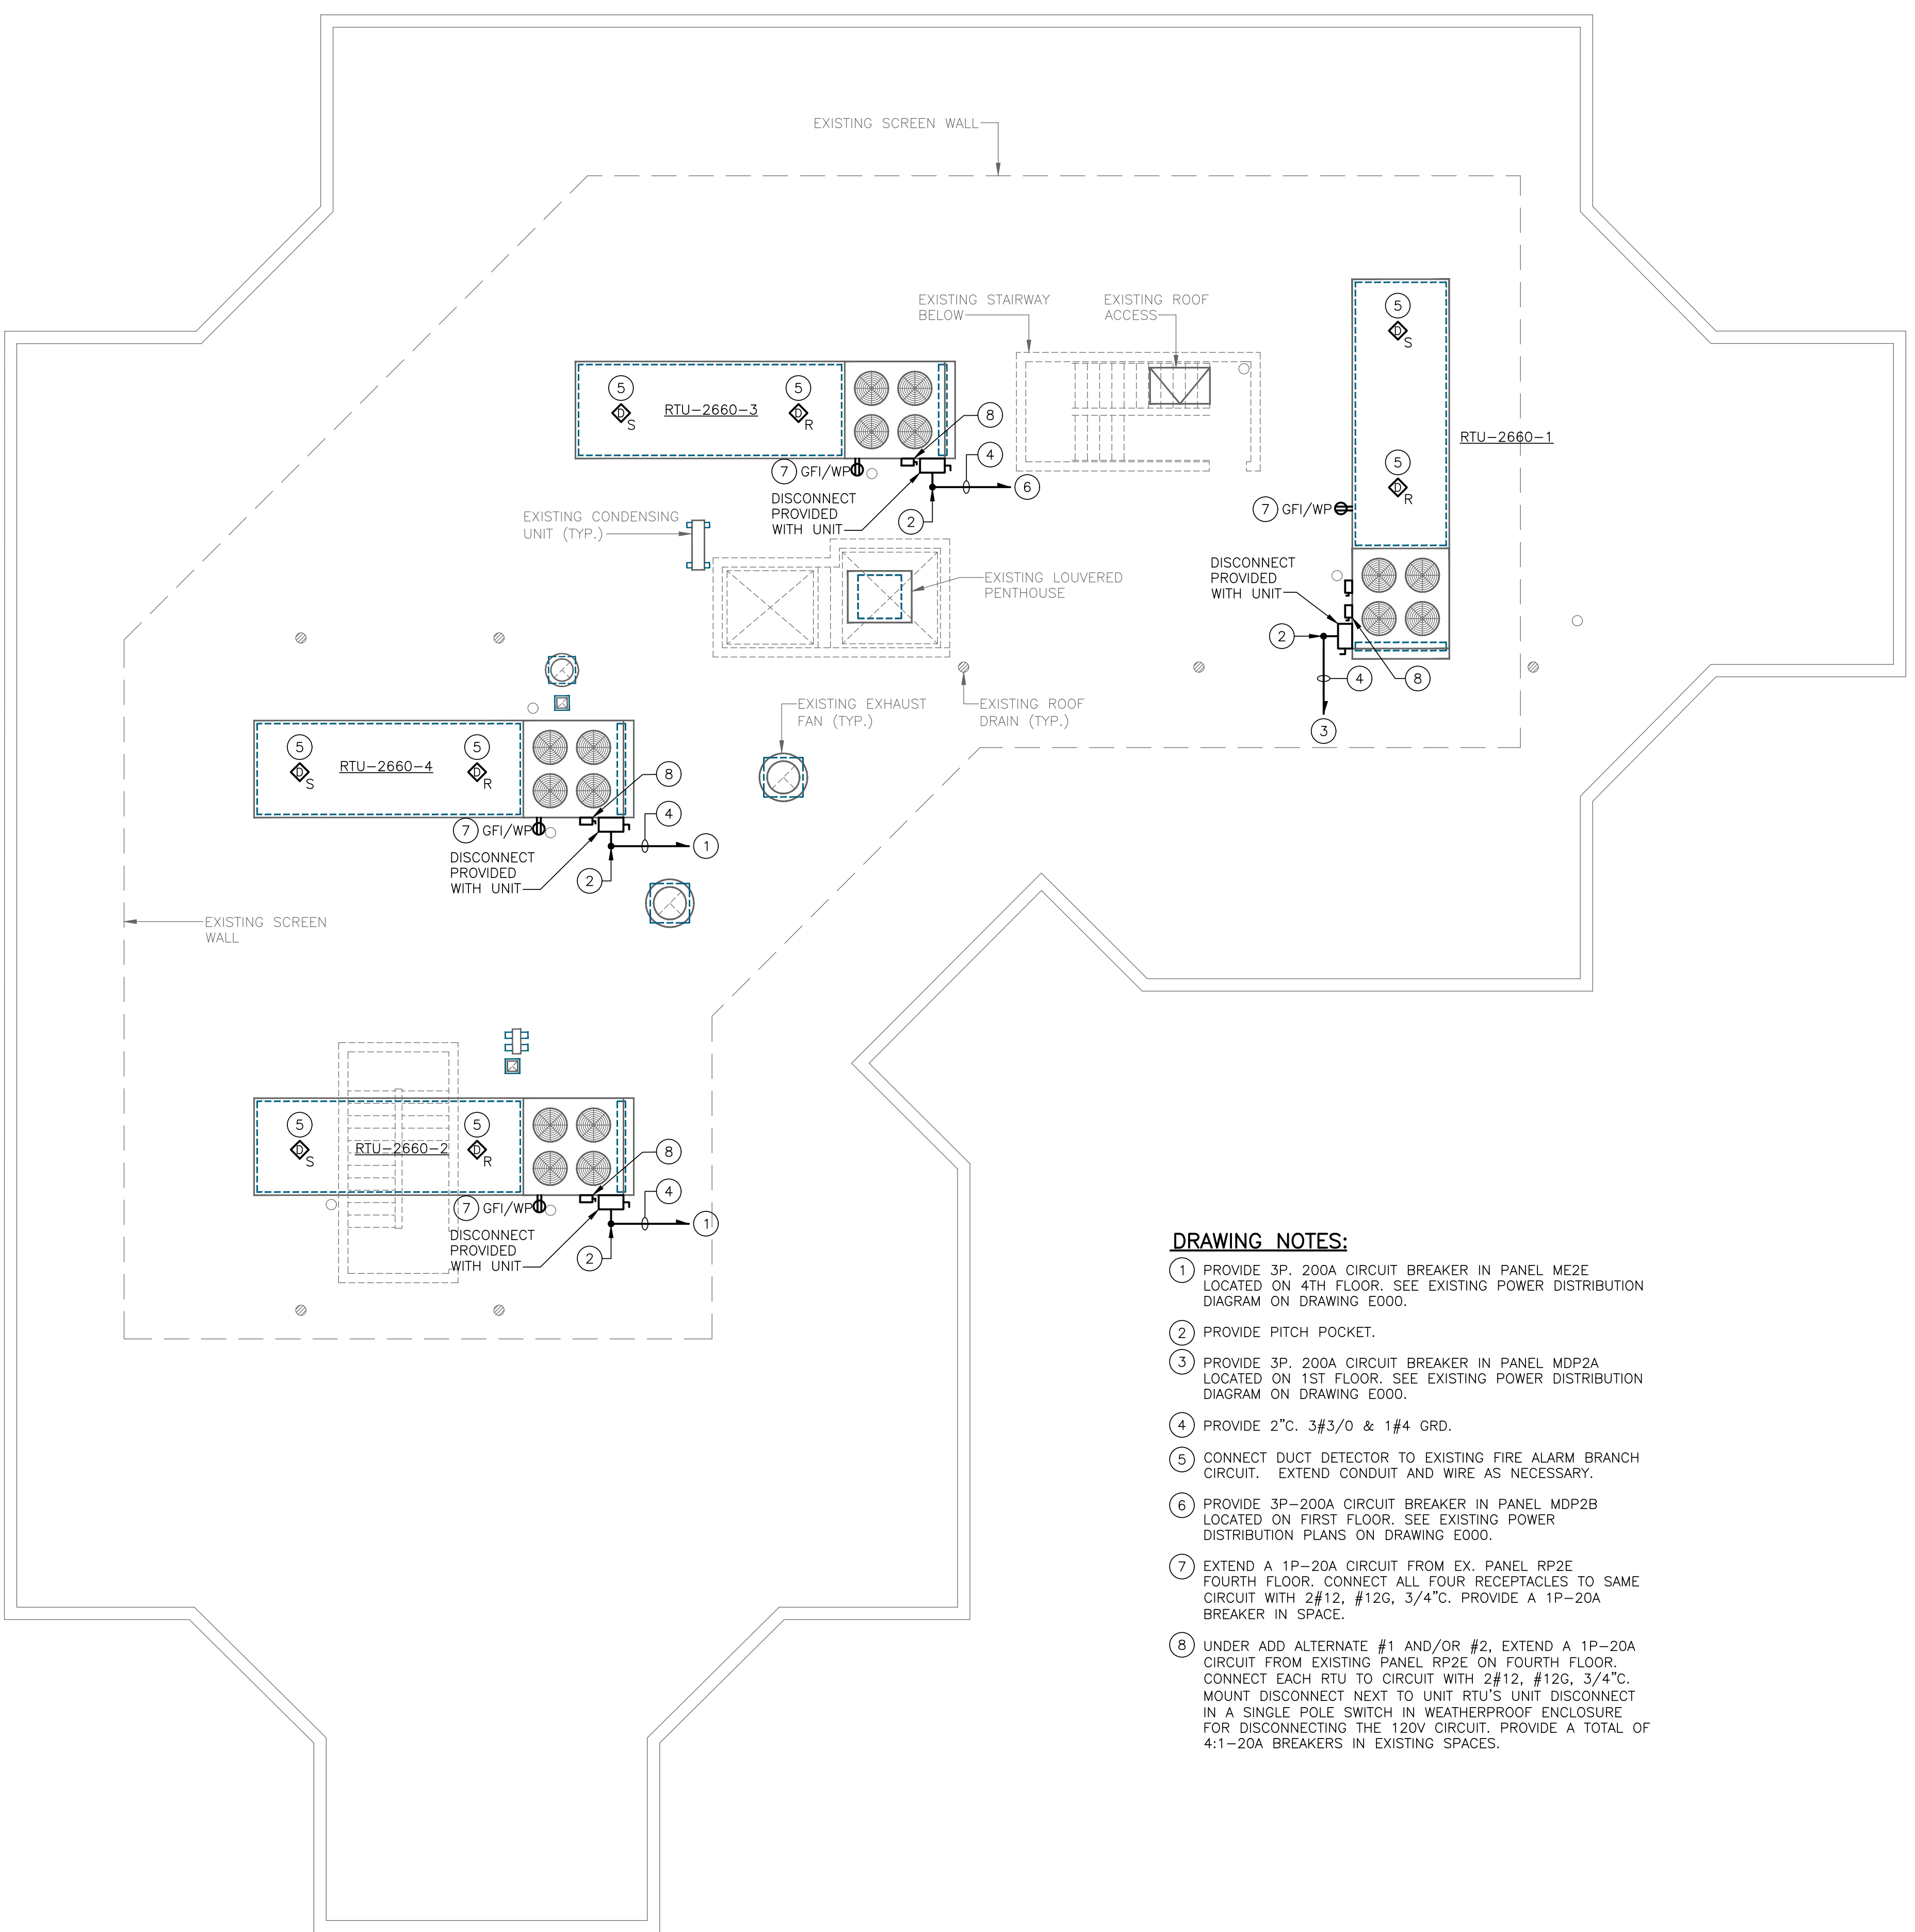 EXISTING SCREEN WALL
EXISTING STAIRWAY
BELOW
EXISTING ROOF
ACCESS
5
D
S
5
D
S
RTU-2660-3
5
D
R
8
4
7 GFI/WP
6
DISCONNECT
PROVIDED
WITH UNIT
2
RTU-2660-1
5
D
R
7 GFI/WP
EXISTING CONDENSING
UNIT (TYP.)
EXISTING LOUVERED
PENTHOUSE
DISCONNECT
PROVIDED
WITH UNIT
2
4
8
3
EXISTING EXHAUST
FAN (TYP.)
EXISTING ROOF
DRAIN (TYP.)
5
D
S
RTU-2660-4
5
D
R
8
4
7 GFI/WP
1
DISCONNECT
PROVIDED
WITH UNIT
2
EXISTING SCREEN
WALL
5
D
S
RTU-2660-2
5
D
R
8
4
7 GFI/WP
1
DISCONNECT
PROVIDED
WITH UNIT
2
DRAWING NOTES:
1 PROVIDE 3P. 200A CIRCUIT BREAKER IN PANEL ME2E
LOCATED ON 4TH FLOOR. SEE EXISTING POWER DISTRIBUTION
DIAGRAM ON DRAWING E000.
2 PROVIDE PITCH POCKET.
3 PROVIDE 3P. 200A CIRCUIT BREAKER IN PANEL MDP2A
LOCATED ON 1ST FLOOR. SEE EXISTING POWER DISTRIBUTION
DIAGRAM ON DRAWING E000.
4 PROVIDE 2"C. 3#3/0 & 1#4 GRD.
5 CONNECT DUCT DETECTOR TO EXISTING FIRE ALARM BRANCH
CIRCUIT. EXTEND CONDUIT AND WIRE AS NECESSARY.
6 PROVIDE 3P-200A CIRCUIT BREAKER IN PANEL MDP2B
LOCATED ON FIRST FLOOR. SEE EXISTING POWER
DISTRIBUTION PLANS ON DRAWING E000.
7 EXTEND A 1P-20A CIRCUIT FROM EX. PANEL RP2E
FOURTH FLOOR. CONNECT ALL FOUR RECEPTACLES TO SAME
CIRCUIT WITH 2#12, #12G, 3/4"C. PROVIDE A 1P-20A
BREAKER IN SPACE.
8 UNDER ADD ALTERNATE #1 AND/OR #2, EXTEND A 1P-20A
CIRCUIT FROM EXISTING PANEL RP2E ON FOURTH FLOOR.
CONNECT EACH RTU TO CIRCUIT WITH 2#12, #12G, 3/4"C.
MOUNT DISCONNECT NEXT TO UNIT RTU'S UNIT DISCONNECT
IN A SINGLE POLE SWITCH IN WEATHERPROOF ENCLOSURE
FOR DISCONNECTING THE 120V CIRCUIT. PROVIDE A TOTAL OF
4:1-20A BREAKERS IN EXISTING SPACES.